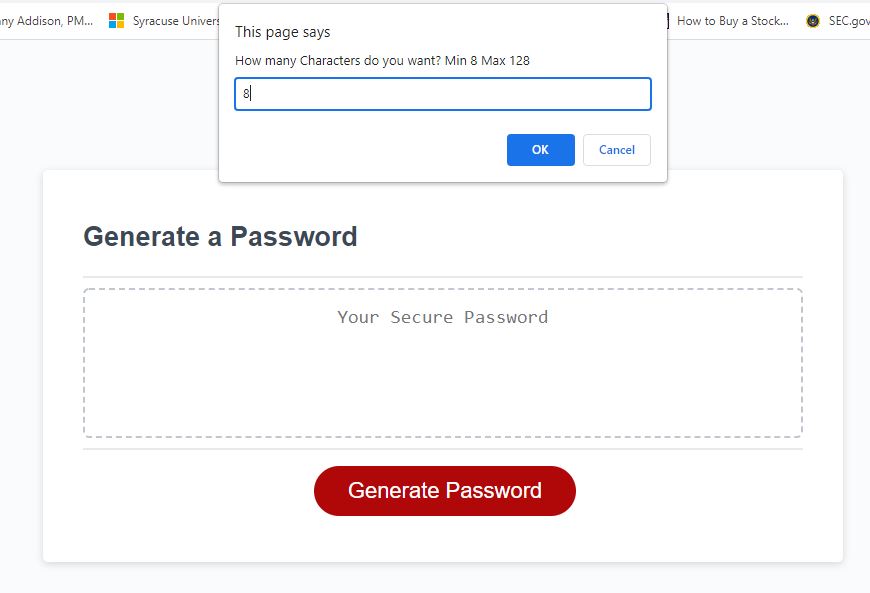 ny Addison, PM...
Syracuse Univers
How to Buy a Stock...
SEC.gov
This page says
How many Characters do you want? Min 8 Max 128
8
OK
Cancel
Generate a Password
Your Secure Password
Generate Password